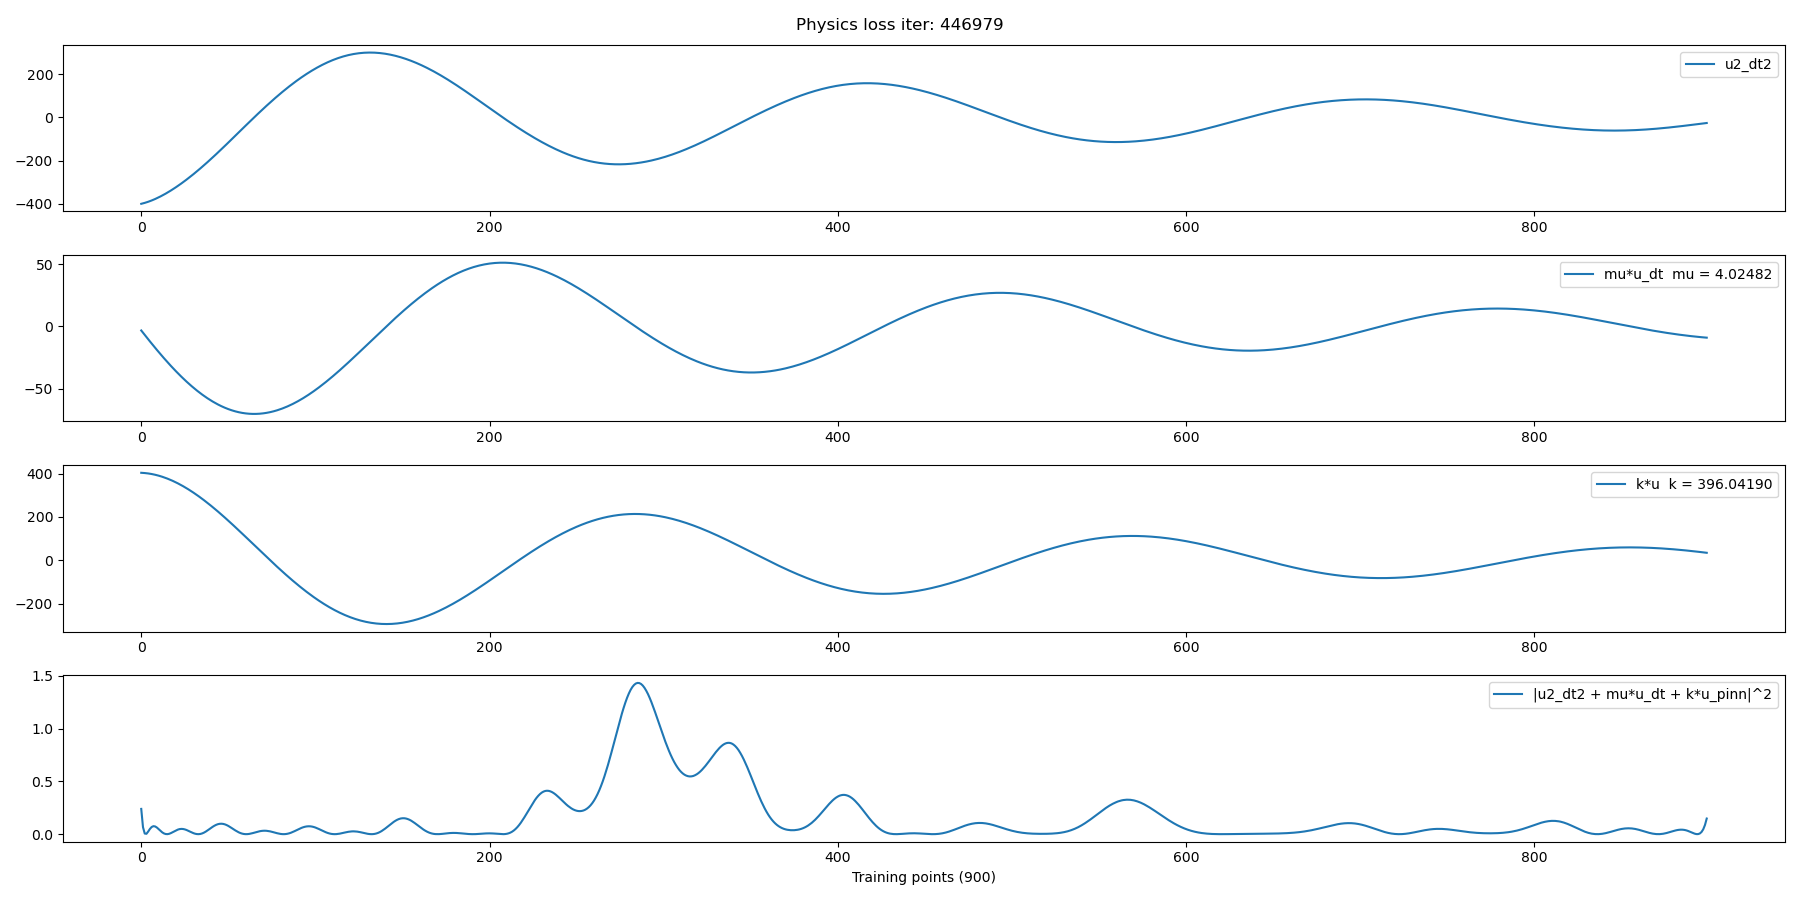 Physics loss iter: 446979
u2_dt2
200
0
−200
−400
0 200 400 600 800
mu*u_dt  mu = 4.02482
50
0
−50
0 200 400 600 800
k*u  k = 396.04190
400
200
0
−200
0 200 400 600 800
|u2_dt2 + mu*u_dt + k*u_pinn|^2
1.5
1.0
0.5
0.0
0 200 400 600 800
Training points (900)